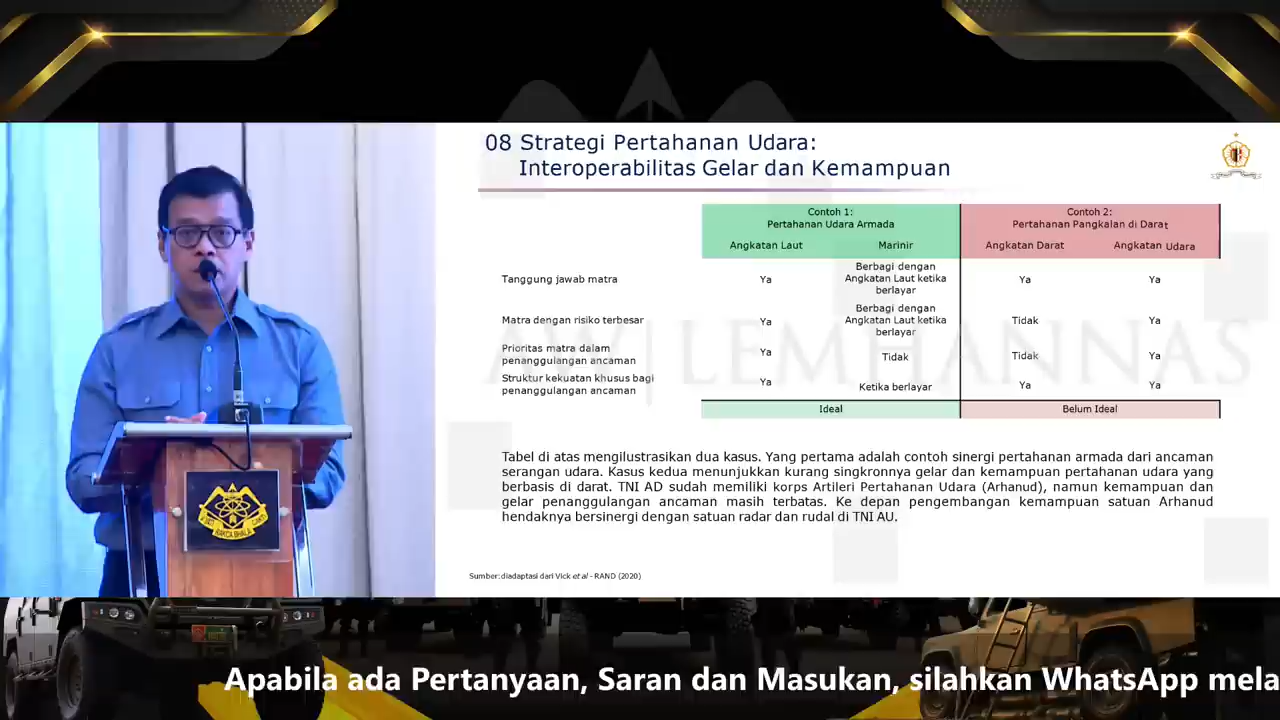 08 Strategi Pertahanan Udara:
Interoperabilitas Gelar dan Kemampuan
Contoh 1:
Pertahanan Udara Armada
Contoh 2:
Pertahanan Pangkalan di Darat
Angkatan Laut
Marinir
Angkatan Darat
Angkatan Udara
Tanggung jawab matra
Ya
Berbagi dengan
Angkatan Laut ketika
berlayar
Ya
Ya
Matra dengan risiko terbesar
Ya
Berbagi dengan
Angkatan Laut ketika
berlayar
Tidak
Ya
Prioritas matra dalam
penanggulangan ancaman
Ya
Tidak
Tidak
Ya
Struktur kekuatan khusus bagi
penanggulangan ancaman
Ya
Ketika berlayar
Ya
Ya
Ideal
Belum Ideal
LEMHANNAS
Tabel di atas mengilustrasikan dua kasus. Yang pertama adalah contoh sinergi pertahanan armada dari ancaman
serangan udara. Kasus kedua menunjukkan kurang singkronnya gelar dan kemampuan pertahanan udara yang
berbasis di darat. TNI AD sudah memiliki korps Artileri Pertahanan Udara (Arhanud), namun kemampuan dan
gelar penanggulangan ancaman masih terbatas. Ke depan pengembangan kemampuan satuan Arhanud
hendaknya bersinergi dengan satuan radar dan rudal di TNI AU.
Sumber: diadaptasi dari Vick et al - RAND (2020)
Apabila ada Pertanyaan, Saran dan Masukan, silahkan WhatsApp mela